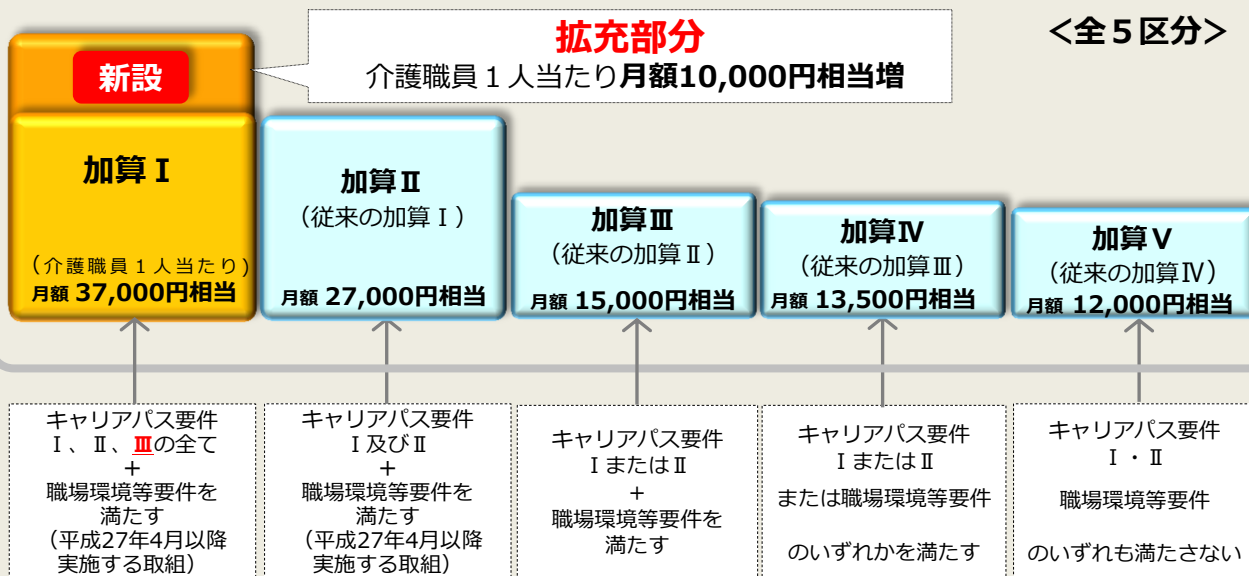 ＜全５区分＞
拡充部分
介護職員１人当たり月額10,000円相当増
新設
加算Ⅰ
（介護職員１人当たり）
月額 37,000円相当
加算Ⅱ
（従来の加算Ⅰ）
月額 27,000円相当
加算Ⅲ
（従来の加算Ⅱ）
月額 15,000円相当
加算Ⅳ
（従来の加算Ⅲ）
月額 13,500円相当
加算Ⅴ
（従来の加算Ⅳ）
月額 12,000円相当
キャリアパス要件
Ⅰ、Ⅱ、Ⅲの全て
+
職場環境等要件を
満たす
（平成27年4月以降
実施する取組）
キャリアパス要件
Ⅰ及びⅡ
+
職場環境等要件を
満たす
（平成27年4月以降
実施する取組）
キャリアパス要件
ⅠまたはⅡ
+
職場環境等要件を
満たす
キャリアパス要件
ⅠまたはⅡ
または職場環境等要件
のいずれかを満たす
キャリアパス要件
Ⅰ・Ⅱ
職場環境等要件
のいずれも満たさない